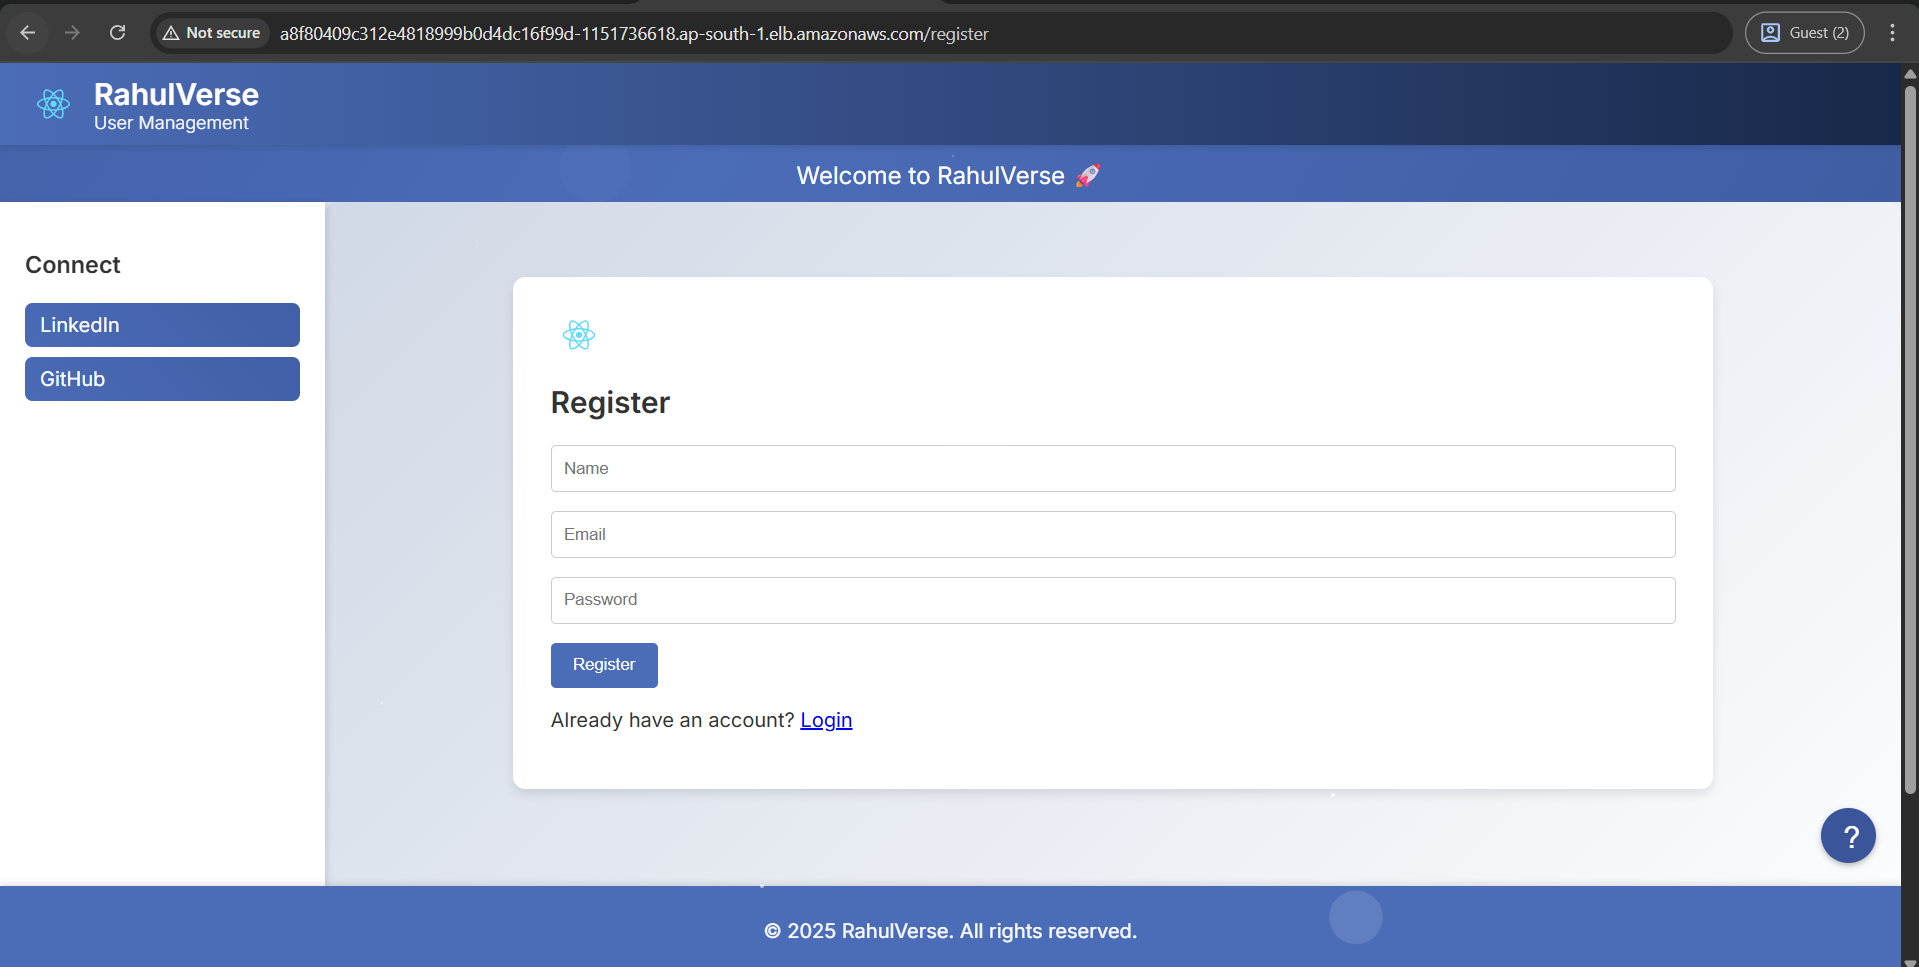 Not secure
a8f80409c312e4818999b0d4dc16f99d-1151736618.ap-south-1.elb.amazonaws.com/register
Guest (2)
RahulVerse
User Management
Welcome to RahulVerse 🚀
Connect
LinkedIn
GitHub
Register
Name
Email
Password
Register
Already have an account? Login
?
© 2025 RahulVerse. All rights reserved.